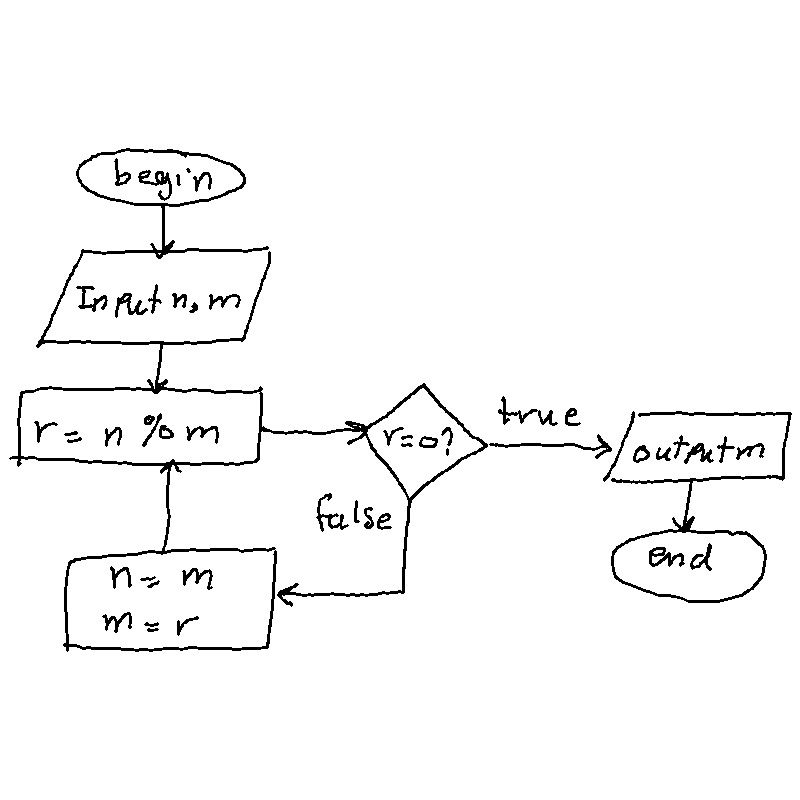 begin
Input n, m
r = n % m
r=0?
true
output m
end
false
n = m
m = r